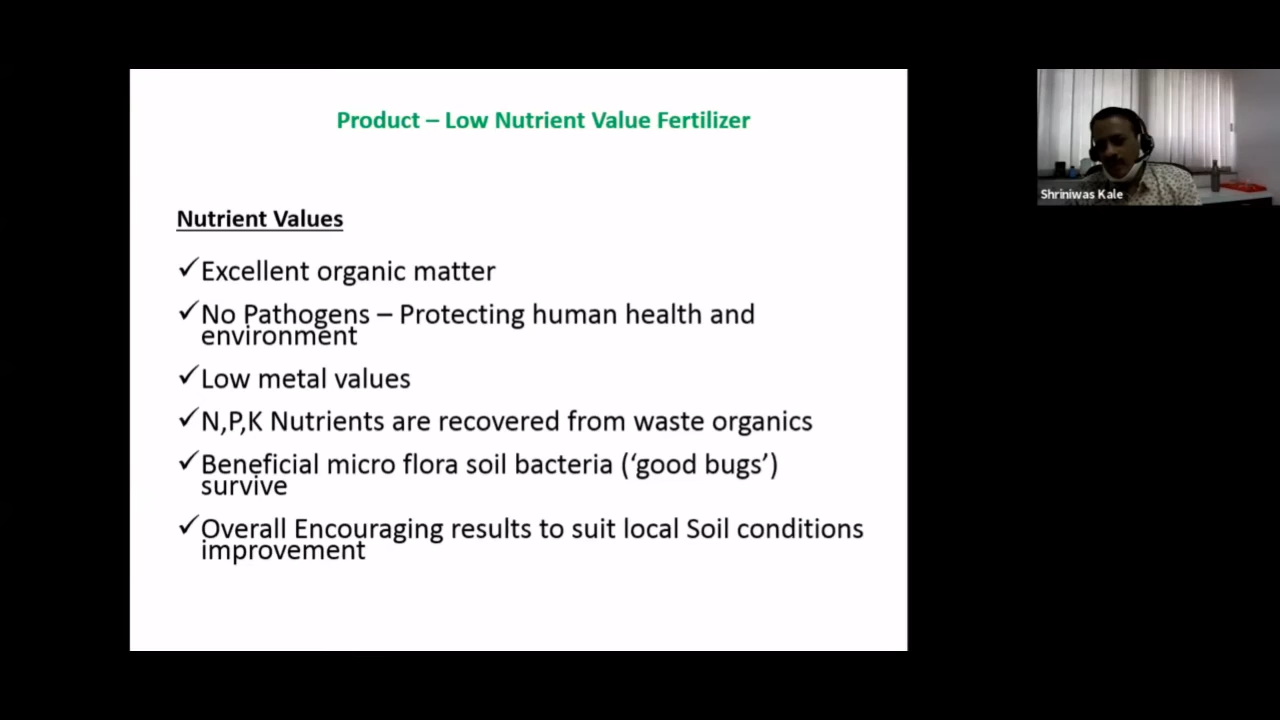 Product – Low Nutrient Value Fertilizer
Shriniwas Kale
Nutrient Values
✓Excellent organic matter
✓No Pathogens – Protecting human health and
environment
✓Low metal values
✓N,P,K Nutrients are recovered from waste organics
✓Beneficial micro flora soil bacteria (‘good bugs’)
survive
✓Overall Encouraging results to suit local Soil conditions
improvement